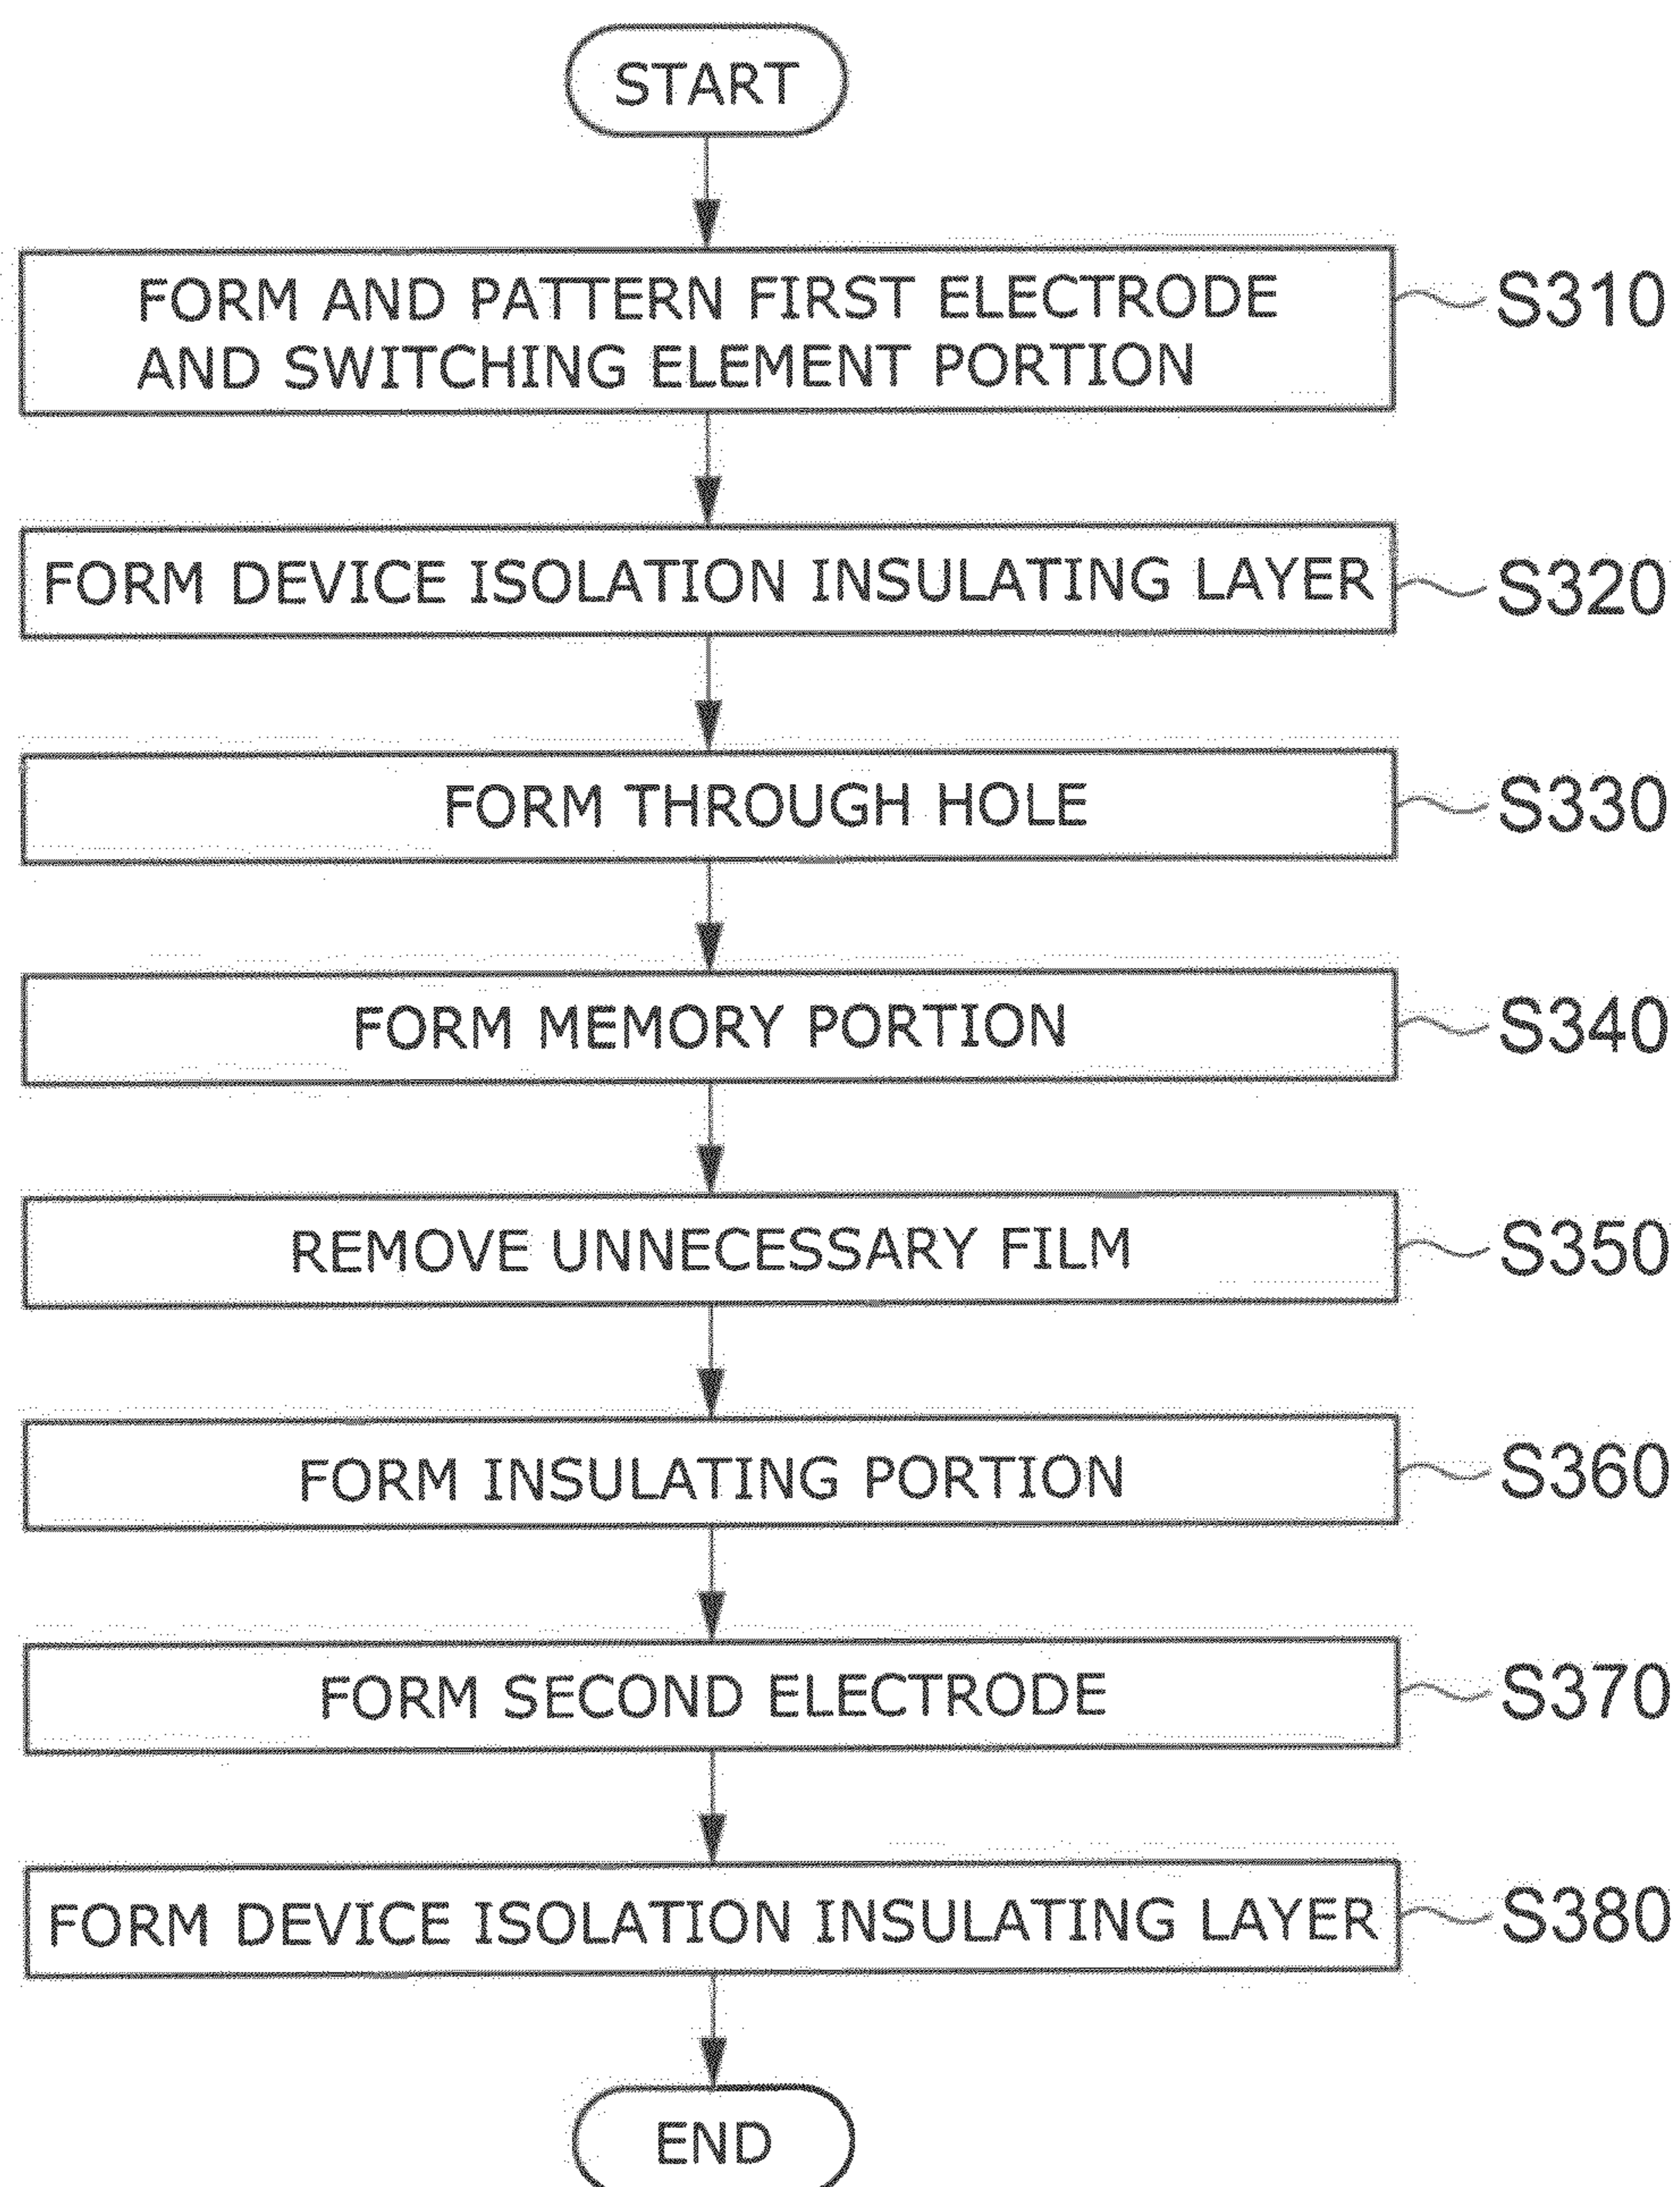 START
FORM AND PATTERN FIRST ELECTRODE
AND SWITCHING ELEMENT PORTION
S310
FORM DEVICE ISOLATION INSULATING LAYER
S320
FORM THROUGH HOLE
S330
FORM MEMORY PORTION
S340
REMOVE UNNECESSARY FILM
S350
FORM INSULATING PORTION
S360
FORM SECOND ELECTRODE
S370
FORM DEVICE ISOLATION INSULATING LAYER
S380
END